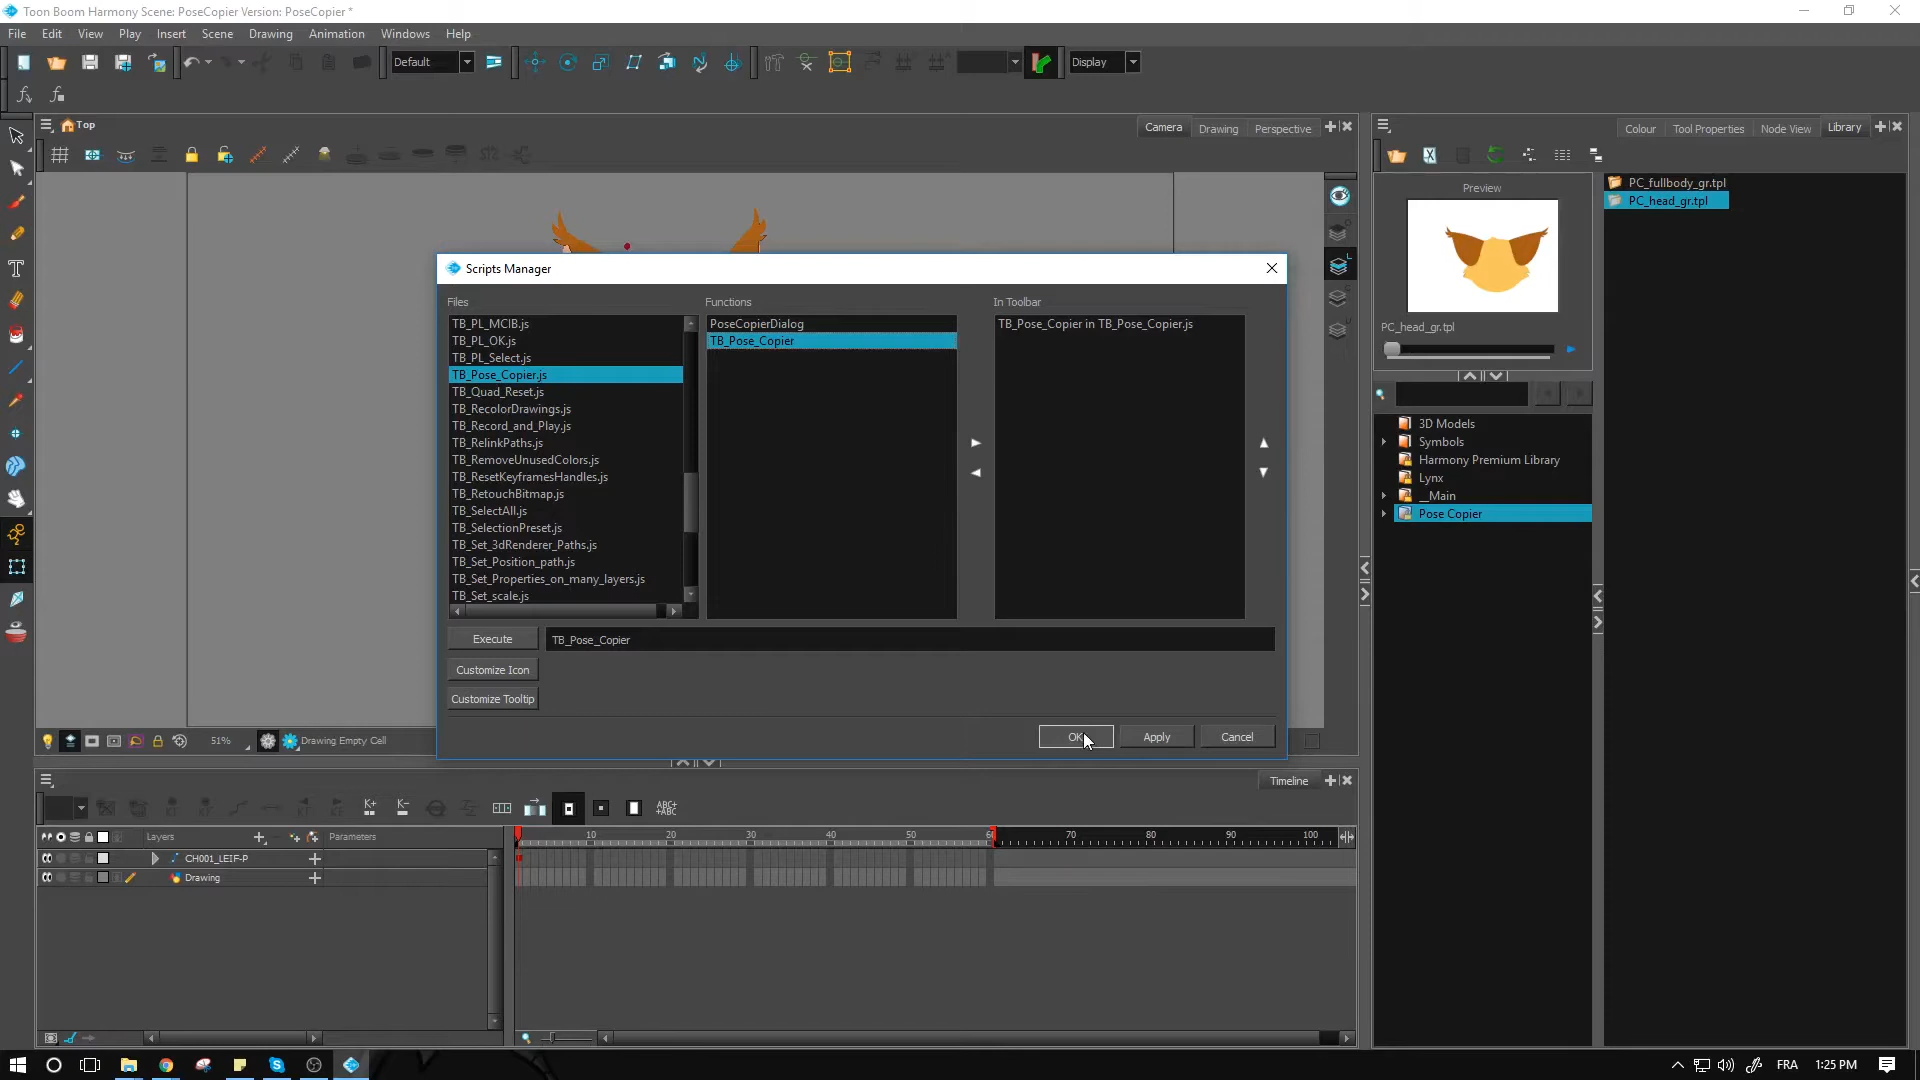 Toon Boom Harmony Scene: PoseCopier Version: PoseCopier *
File Edit View Play Insert Scene Drawing Animation Windows Help
Default
Display
Top
Camera Drawing Perspective
Colour Tool Properties Node View Library
Preview
PC_head_gr.tpl
PC_fullbody_gr.tpl
PC_head_gr.tpl
3D Models
Symbols
Harmony Premium Library
Lynx
__Main
Pose Copier
Scripts Manager
Files
Functions
In Toolbar
TB_PL_MCIB.js
TB_PL_OK.js
TB_PL_Select.js
TB_Pose_Copier.js
TB_Quad_Reset.js
TB_RecolorDrawings.js
TB_Record_and_Play.js
TB_RelinkPaths.js
TB_RemoveUnusedColors.js
TB_ResetKeyframesHandles.js
TB_RetouchBitmap.js
TB_SelectAll.js
TB_SelectionPreset.js
TB_Set_3dRenderer_Paths.js
TB_Set_Position_path.js
TB_Set_Properties_on_many_layers.js
TB_Set_scale.js
PoseCopierDialog
TB_Pose_Copier
TB_Pose_Copier in TB_Pose_Copier.js
Execute
TB_Pose_Copier
Customize Icon
Customize Tooltip
OK
Apply
Cancel
51%
Drawing Empty Cell
Timeline
K+
K-
ABC+
+ABC
Layers
Parameters
10 20 30 40 50 60 70 80 90 100
CH001_LEIF-P
Drawing
FRA
1:25 PM